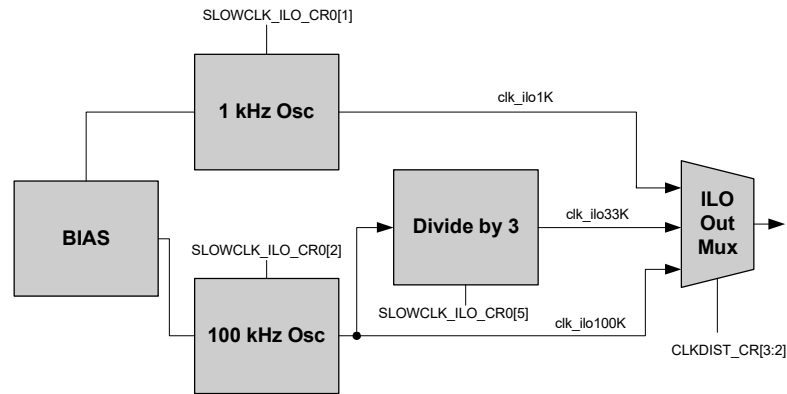 SLOWCLK_ILO_CR0[1]
1 kHz Osc
clk_ilo1K
BIAS
SLOWCLK_ILO_CR0[2]
100 kHz Osc
Divide by 3
SLOWCLK_ILO_CR0[5]
clk_ilo33K
clk_ilo100K
ILO
Out
Mux
CLKDIST_CR[3:2]